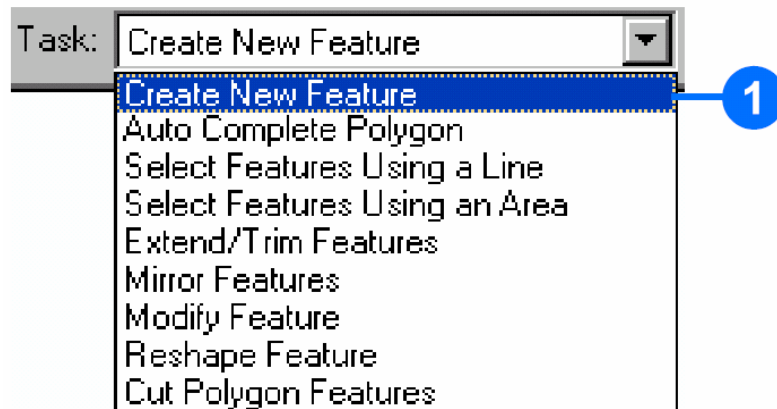 Task: Create New Feature
Create New Feature 1
Auto Complete Polygon
Select Features Using a Line
Select Features Using an Area
Extend/Trim Features
Mirror Features
Modify Feature
Reshape Feature
Cut Polygon Features